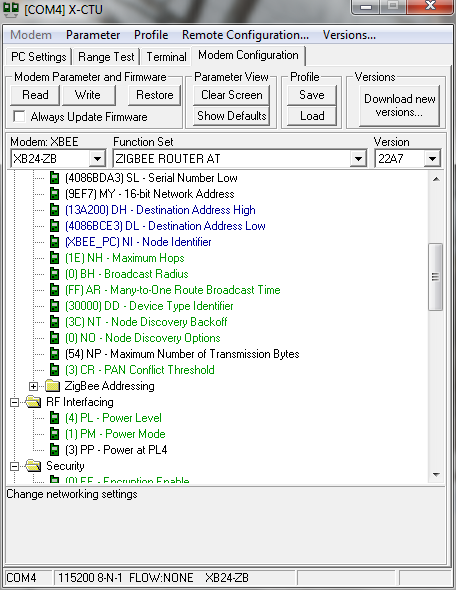 [COM4] X-CTU
Modem Parameter Profile Remote Configuration... Versions...
PC Settings Range Test Terminal Modem Configuration
Modem Parameter and Firmware Parameter View Profile Versions
Read Write Restore Clear Screen Save Download new versions...
Always Update Firmware Show Defaults Load
Modem: XBEE Function Set Version
XB24-ZB ZIGBEE ROUTER AT 22A7
(4086BDA3) SL - Serial Number Low
(9EF7) MY - 16-bit Network Address
(13A200) DH - Destination Address High
(4086BCE3) DL - Destination Address Low
(XBEE_PC) NI - Node Identifier
(1E) NH - Maximum Hops
(0) BH - Broadcast Radius
(FF) AR - Many-to-One Route Broadcast Time
(30000) DD - Device Type Identifier
(3C) NT - Node Discovery Backoff
(0) NO - Node Discovery Options
(54) NP - Maximum Number of Transmission Bytes
(3) CR - PAN Conflict Threshold
ZigBee Addressing
RF Interfacing
(4) PL - Power Level
(1) PM - Power Mode
(3) PP - Power at PL4
Security
(0) EE - Encryption Enable
Change networking settings
COM4 115200 8-N-1 FLOW:NONE XB24-ZB